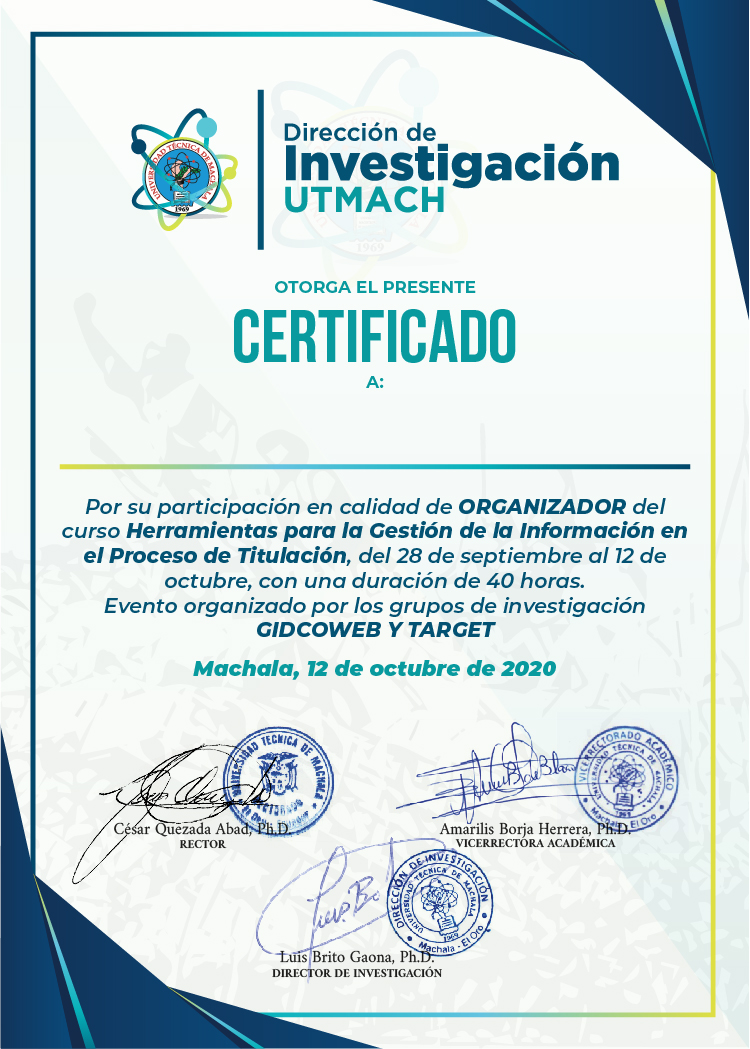 UNIVERSIDAD TÉCNICA DE MACHALA
1969
Dirección de
Investigación
UTMACH
OTORGA EL PRESENTE
CERTIFICADO
A:
Por su participación en calidad de ORGANIZADOR del
curso Herramientas para la Gestión de la Información en
el Proceso de Titulación, del 28 de septiembre al 12 de
octubre, con una duración de 40 horas.
Evento organizado por los grupos de investigación
GIDCOWEB Y TARGET
Machala, 12 de octubre de 2020
UNIVERSIDAD TECNICA DE MACHALA
RECTORADO
VICERRECTORADO ACADÉMICO
UNIVERSIDAD TÉCNICA DE MACHALA
1969
Machala - El Oro
César Quezada Abad, Ph.D.
RECTOR
Amarilis Borja Herrera, Ph.D.
VICERRECTORA ACADÉMICA
DIRECCIÓN DE INVESTIGACIÓN
UNIVERSIDAD TÉCNICA DE MACHALA
1969
Machala - El Oro
Luis Brito Gaona, Ph.D.
DIRECTOR DE INVESTIGACIÓN